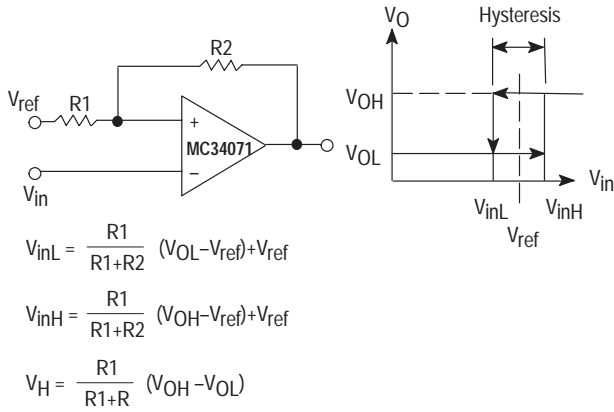 Hysteresis
VO
R2
Vref
R1
VOH
+
MC34071
VOL
–
Vin
Vin
VinL
VinH
Vref
VinL = R1 / R1+R2 (VOL–Vref)+Vref
VinH = R1 / R1+R2 (VOH–Vref)+Vref
VH = R1 / R1+R (VOH –VOL)